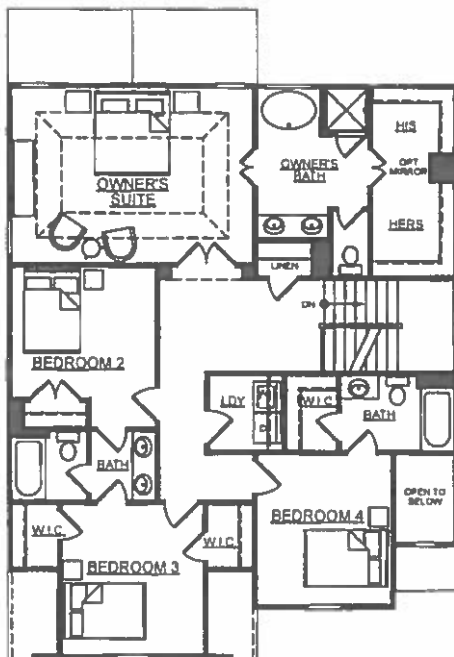 OWNER'S
SUITE
OWNER'S
BATH
HIS
OPT
MIRROR
HERS
LINEN
DN
BEDROOM 2
LDY
W
D
W.I.C.
BATH
BATH
OPEN TO
BELOW
W.I.C.
W.I.C.
BEDROOM 4
BEDROOM 3